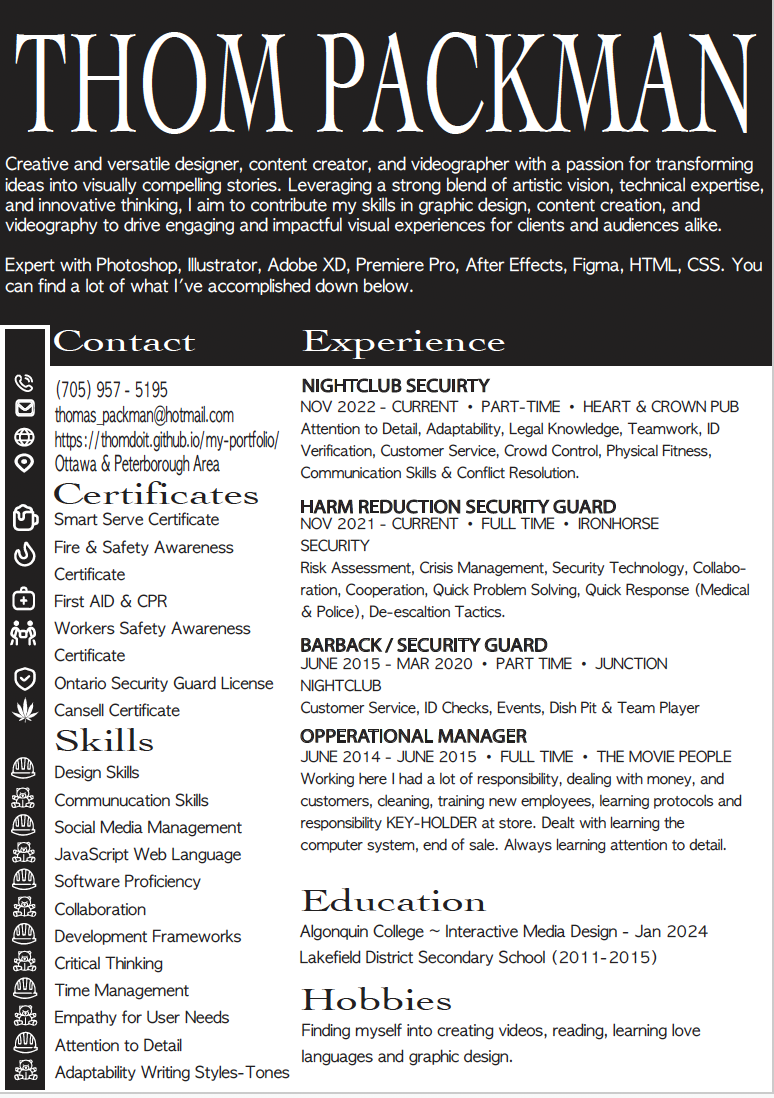 THOM PACKMAN
Creative and versatile designer, content creator, and videographer with a passion for transforming
ideas into visually compelling stories. Leveraging a strong blend of artistic vision, technical expertise,
and innovative thinking, I aim to contribute my skills in graphic design, content creation, and
videography to drive engaging and impactful visual experiences for clients and audiences alike.
Expert with Photoshop, Illustrator, Adobe XD, Premiere Pro, After Effects, Figma, HTML, CSS. You
can find a lot of what I've accomplished down below.
Contact
(705) 957 - 5195
thomas_packman@hotmail.com
https://thomdoit.github.io/my-portfolio/
Ottawa & Peterborough Area
Certificates
Smart Serve Certificate
Fire & Safety Awareness
Certificate
First AID & CPR
Workers Safety Awareness
Certificate
Ontario Security Guard License
Cansell Certificate
Skills
Design Skills
Communucation Skills
Social Media Management
JavaScript Web Language
Software Proficiency
Collaboration
Development Frameworks
Critical Thinking
Time Management
Empathy for User Needs
Attention to Detail
Adaptability Writing Styles-Tones
Experience
NIGHTCLUB SECUIRTY
NOV 2022 - CURRENT • PART-TIME • HEART & CROWN PUB
Attention to Detail, Adaptability, Legal Knowledge, Teamwork, ID
Verification, Customer Service, Crowd Control, Physical Fitness,
Communication Skills & Conflict Resolution.
HARM REDUCTION SECURITY GUARD
NOV 2021 - CURRENT • FULL TIME • IRONHORSE
SECURITY
Risk Assessment, Crisis Management, Security Technology, Collabo-
ration, Cooperation, Quick Problem Solving, Quick Response (Medical
& Police), De-escaltion Tactics.
BARBACK / SECURITY GUARD
JUNE 2015 - MAR 2020 • PART TIME • JUNCTION
NIGHTCLUB
Customer Service, ID Checks, Events, Dish Pit & Team Player
OPPERATIONAL MANAGER
JUNE 2014 - JUNE 2015 • FULL TIME • THE MOVIE PEOPLE
Working here I had a lot of responsibility, dealing with money, and
customers, cleaning, training new employees, learning protocols and
responsibility KEY-HOLDER at store. Dealt with learning the
computer system, end of sale. Always learning attention to detail.
Education
Algonquin College ~ Interactive Media Design - Jan 2024
Lakefield District Secondary School (2011-2015)
Hobbies
Finding myself into creating videos, reading, learning love
languages and graphic design.